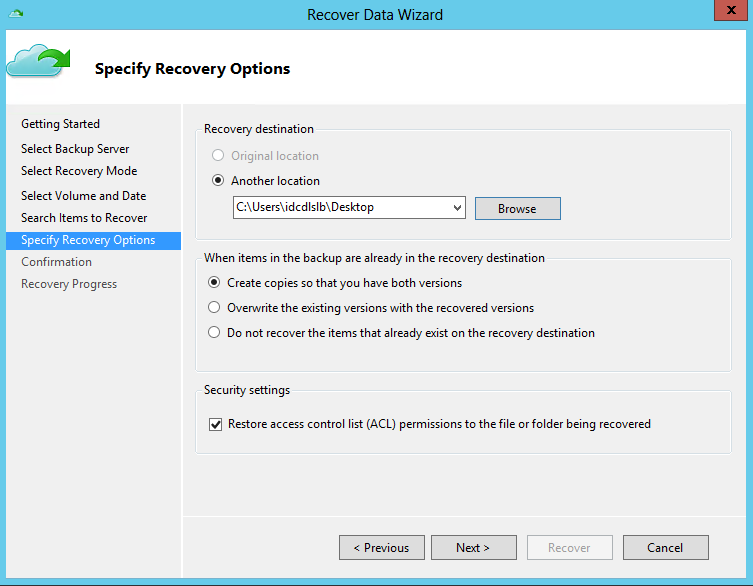 Recover Data Wizard
x
Specify Recovery Options
Getting Started
Select Backup Server
Select Recovery Mode
Select Volume and Date
Search Items to Recover
Specify Recovery Options
Confirmation
Recovery Progress
Recovery destination
Original location
Another location
C:\Users\idcdlslb\Desktop
Browse
When items in the backup are already in the recovery destination
Create copies so that you have both versions
Overwrite the existing versions with the recovered versions
Do not recover the items that already exist on the recovery destination
Security settings
Restore access control list (ACL) permissions to the file or folder being recovered
< Previous
Next >
Recover
Cancel